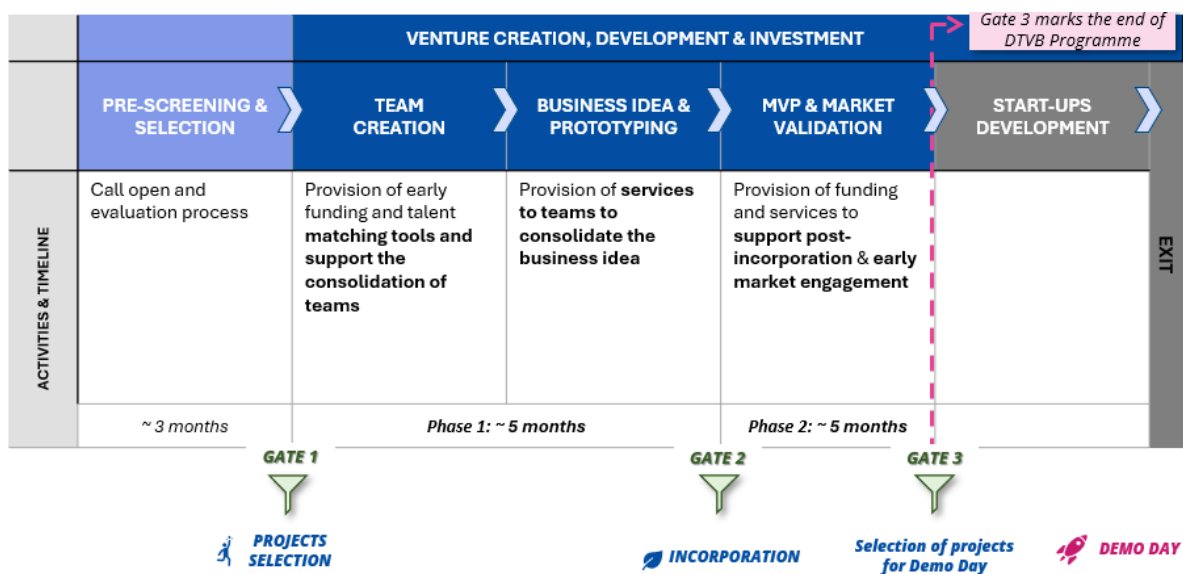 Gate 3 marks the end of
DTVB Programme
VENTURE CREATION, DEVELOPMENT & INVESTMENT
PRE-SCREENING &
SELECTION
TEAM
CREATION
BUSINESS IDEA &
PROTOTYPING
MVP & MARKET
VALIDATION
START-UPS
DEVELOPMENT
ACTIVITIES & TIMELINE
Call open and
evaluation process
Provision of early
funding and talent
matching tools and
support the
consolidation of
teams
Provision of services
to teams to
consolidate the
business idea
Provision of funding
and services to
support post-
incorporation & early
market engagement
EXIT
~ 3 months
Phase 1: ~ 5 months
Phase 2: ~ 5 months
GATE 1
GATE 2
GATE 3
PROJECTS
SELECTION
INCORPORATION
Selection of projects
for Demo Day
DEMO DAY